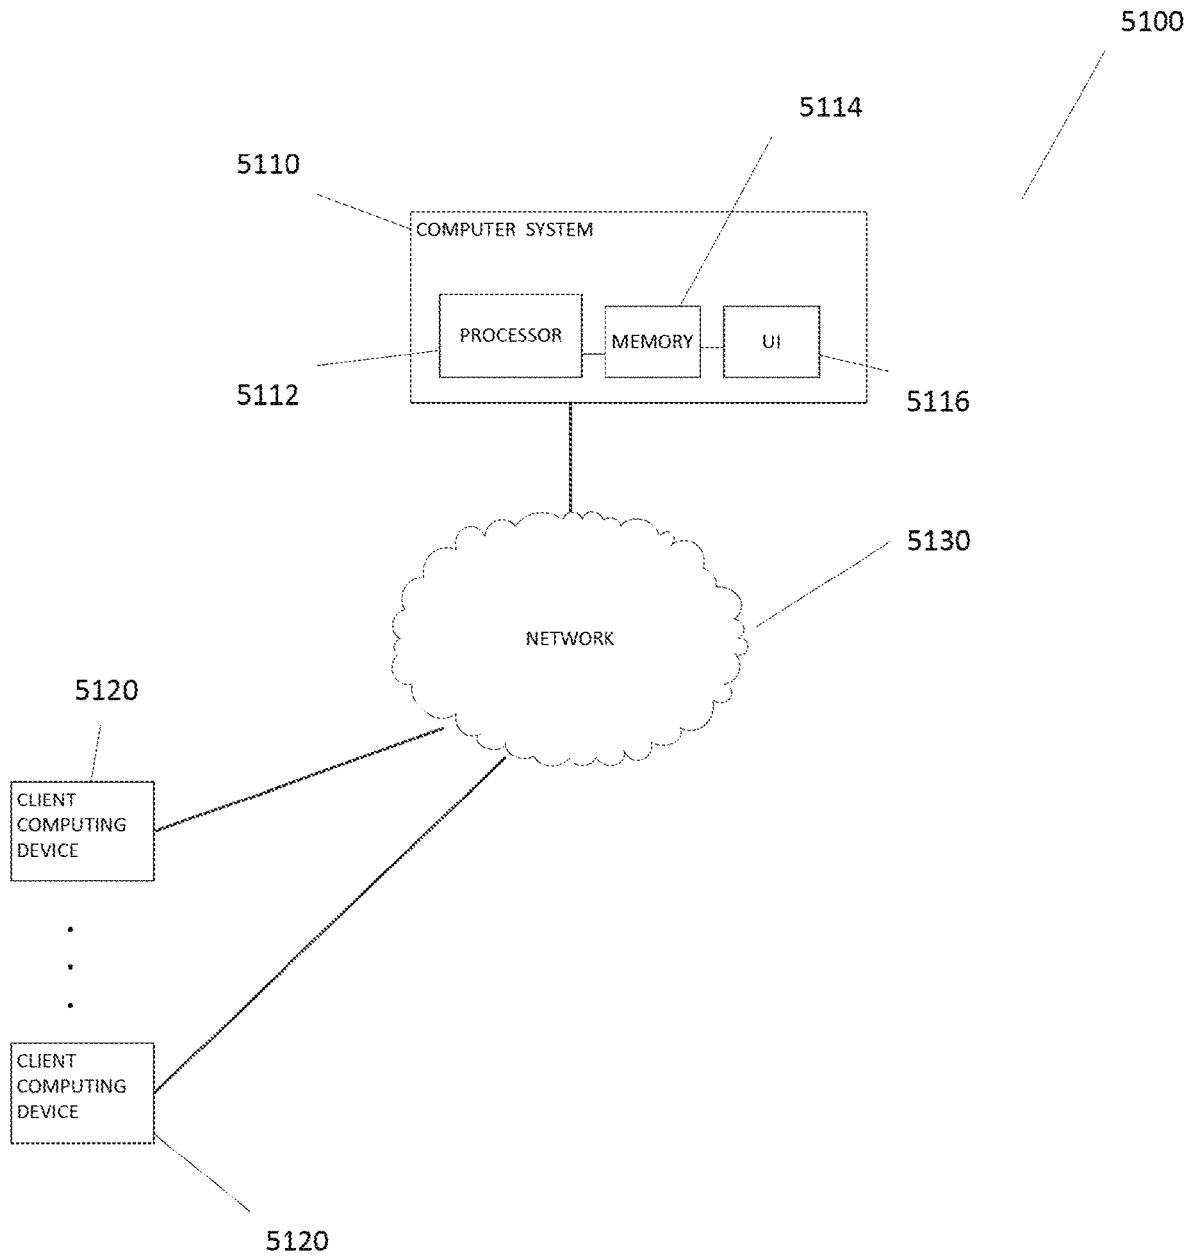 5100
5114
5110
COMPUTER SYSTEM
PROCESSOR
MEMORY
UI
5112
5116
5130
NETWORK
5120
CLIENT
COMPUTING
DEVICE
CLIENT
COMPUTING
DEVICE
5120